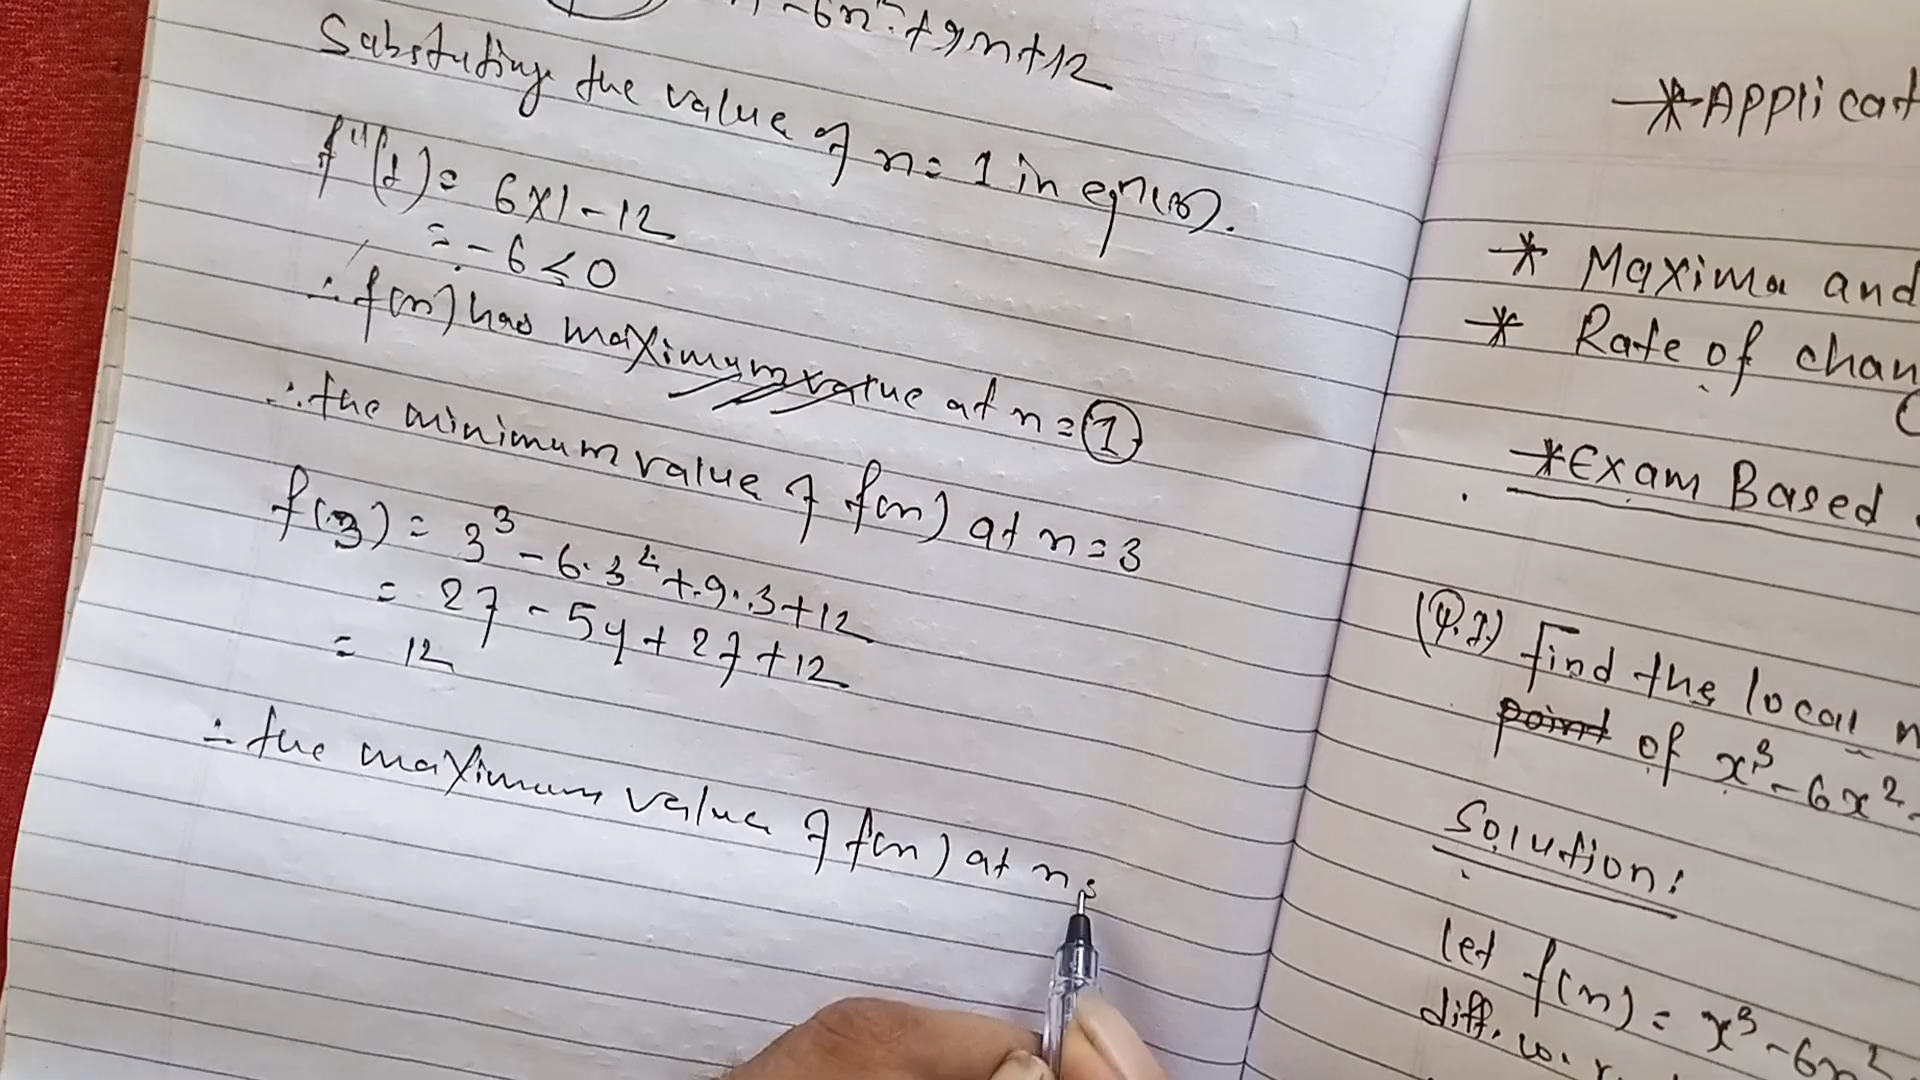 -6x²+9x+12
Sabstuting the value of x=1 in eqn(3).
f"(1)= 6×1-12
= -6<0
∴f(x) has maximum value at x=1
∴the minimum value of f(x) at x=3
f(3) = 3³-6·3²+9·3+12
= 27-54+27+12
= 12
∴the maximum value of f(x) at x=
*Applicat
* Maxima and
* Rate of chan
*Exam Based
(Q.1.) Find the local m
point of x³-6x²
Solution:
let f(x) = x³-6x²
diff. w. r.